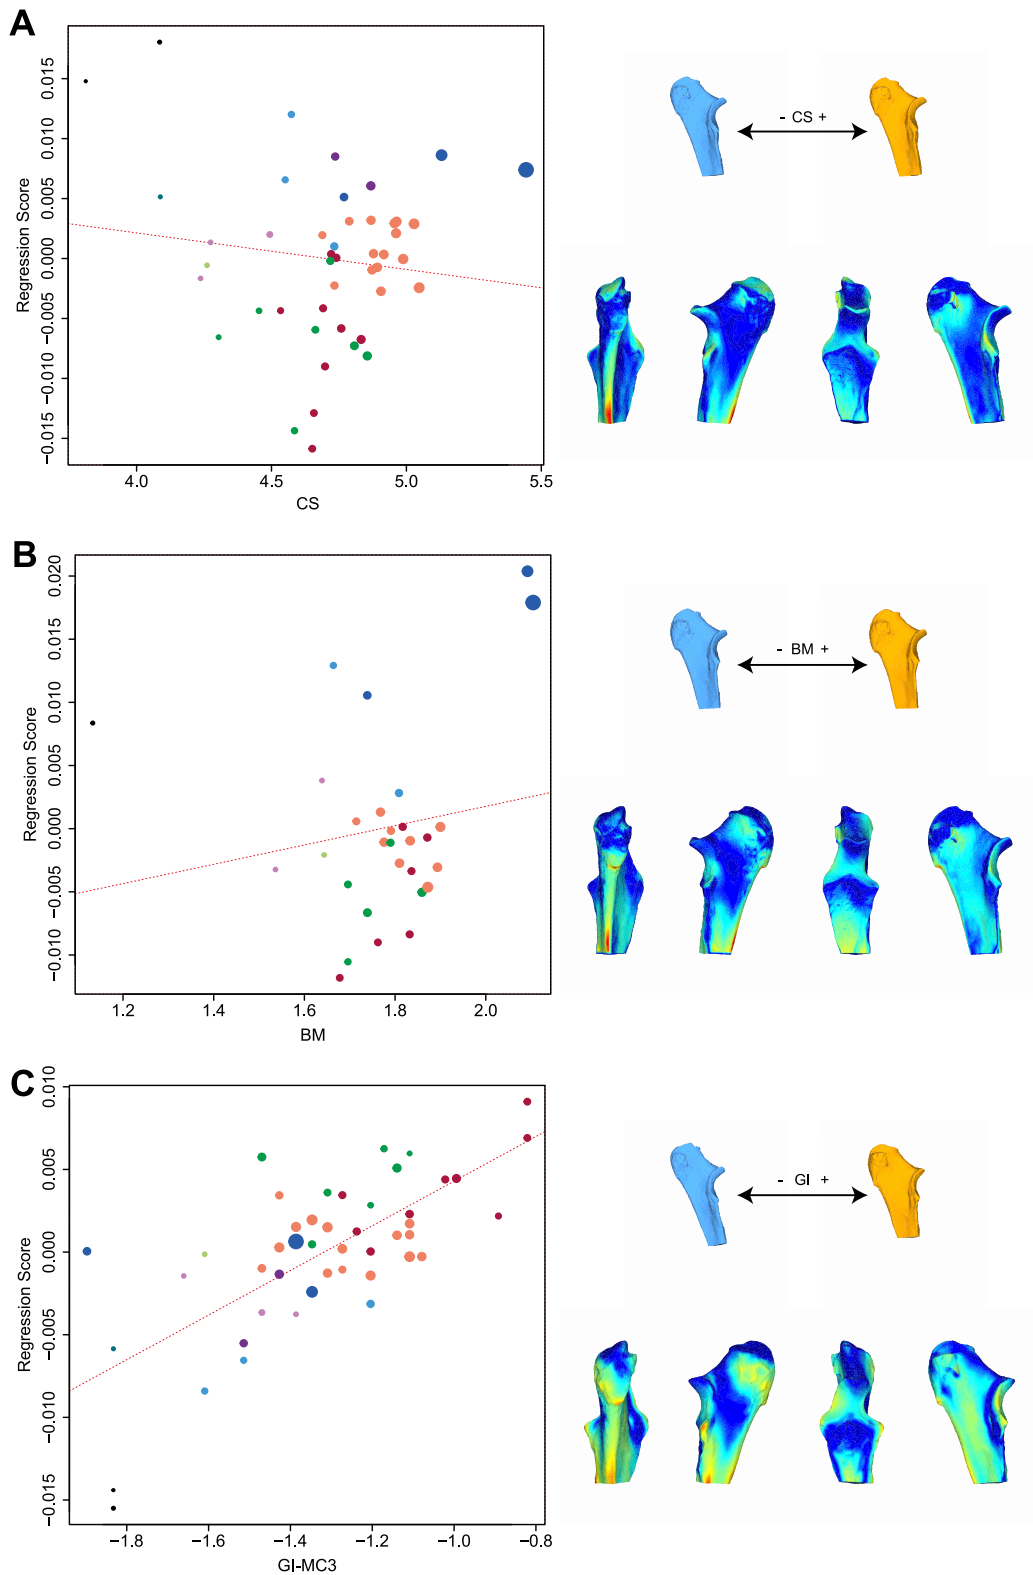 A
Regression Score
0.015
0.010
0.005
0.000
−0.005
−0.010
−0.015
4.0 4.5 5.0 5.5
CS
- CS +
B
Regression Score
0.020
0.015
0.010
0.005
0.000
−0.005
−0.010
1.2 1.4 1.6 1.8 2.0
BM
- BM +
C
Regression Score
0.010
0.005
0.000
−0.005
−0.010
−0.015
−1.8 −1.6 −1.4 −1.2 −1.0 −0.8
GI-MC3
- GI +